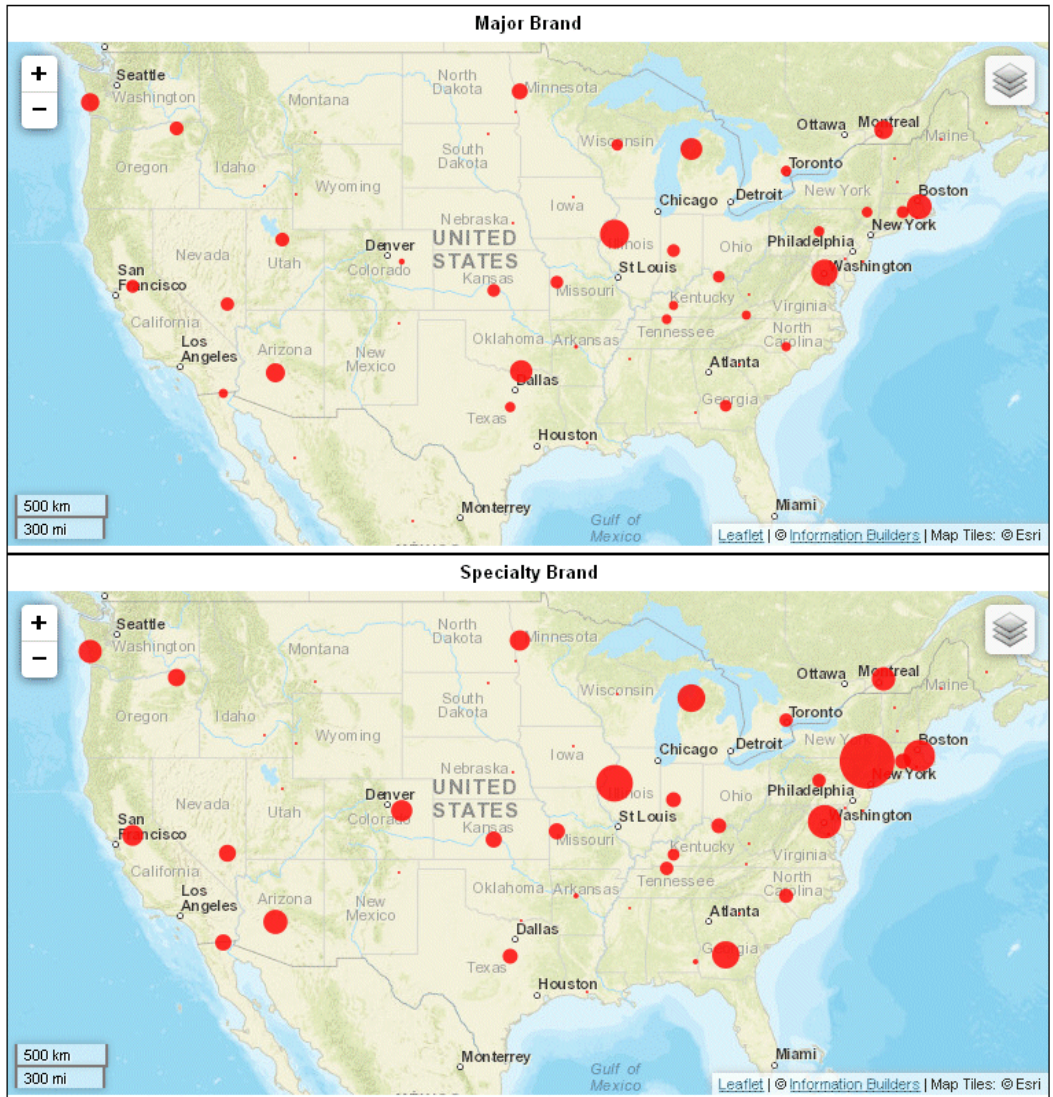 Major Brand
+
−
Seattle
Washington
Montana
North
Dakota
Minnesota
Ottawa
Montreal
Maine
Oregon
Idaho
Wyoming
South
Dakota
Wisconsin
Toronto
New York
Boston
Iowa
Chicago
Detroit
New York
Nebraska
Nevada
Utah
Denver
Colorado
UNITED
STATES
Illinois
Ohio
Philadelphia
San
Francisco
Kansas
St Louis
Missouri
Washington
Kentucky
Virginia
California
Tennessee
North
Carolina
Los
Angeles
Arizona
New
Mexico
Oklahoma
Arkansas
Atlanta
Dallas
Texas
Georgia
Houston
500 km
300 mi
Monterrey
Gulf of
Mexico
Miami
Leaflet | © Information Builders | Map Tiles: © Esri
Specialty Brand
+
−
Seattle
Washington
Montana
North
Dakota
Minnesota
Ottawa
Montreal
Maine
Oregon
Idaho
Wyoming
South
Dakota
Wisconsin
Toronto
New York
Boston
Iowa
Chicago
Detroit
New York
Nebraska
Nevada
Utah
Denver
Colorado
UNITED
STATES
Illinois
Ohio
Philadelphia
San
Francisco
Kansas
St Louis
Missouri
Washington
Kentucky
Virginia
California
Tennessee
North
Carolina
Los
Angeles
Arizona
New
Mexico
Oklahoma
Arkansas
Atlanta
Dallas
Texas
Georgia
Houston
500 km
300 mi
Monterrey
Gulf of
Mexico
Miami
Leaflet | © Information Builders | Map Tiles: © Esri